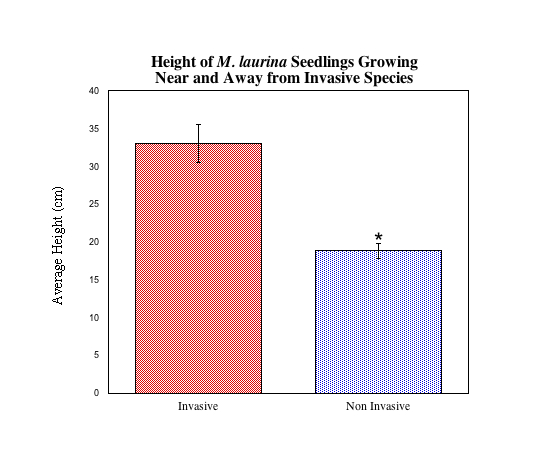 Height of M. laurina Seedlings Growing
Near and Away from Invasive Species
Average Height (cm)
40
35
30
25
20
15
10
5
0
*
Invasive
Non Invasive